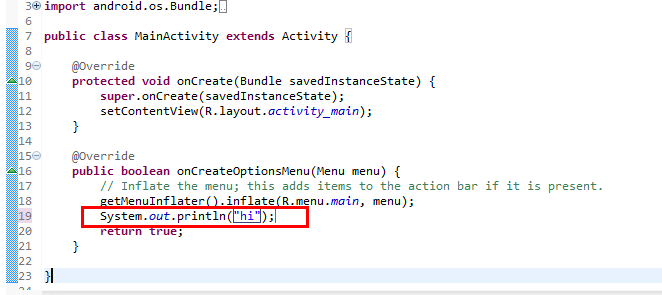 3 import android.os.Bundle;
6
7 public class MainActivity extends Activity {
8
9 @Override
10 protected void onCreate(Bundle savedInstanceState) {
11 super.onCreate(savedInstanceState);
12 setContentView(R.layout.activity_main);
13 }
14
15 @Override
16 public boolean onCreateOptionsMenu(Menu menu) {
17 // Inflate the menu; this adds items to the action bar if it is present.
18 getMenuInflater().inflate(R.menu.main, menu);
19 System.out.println("hi");
20 return true;
21 }
22
23 }
24